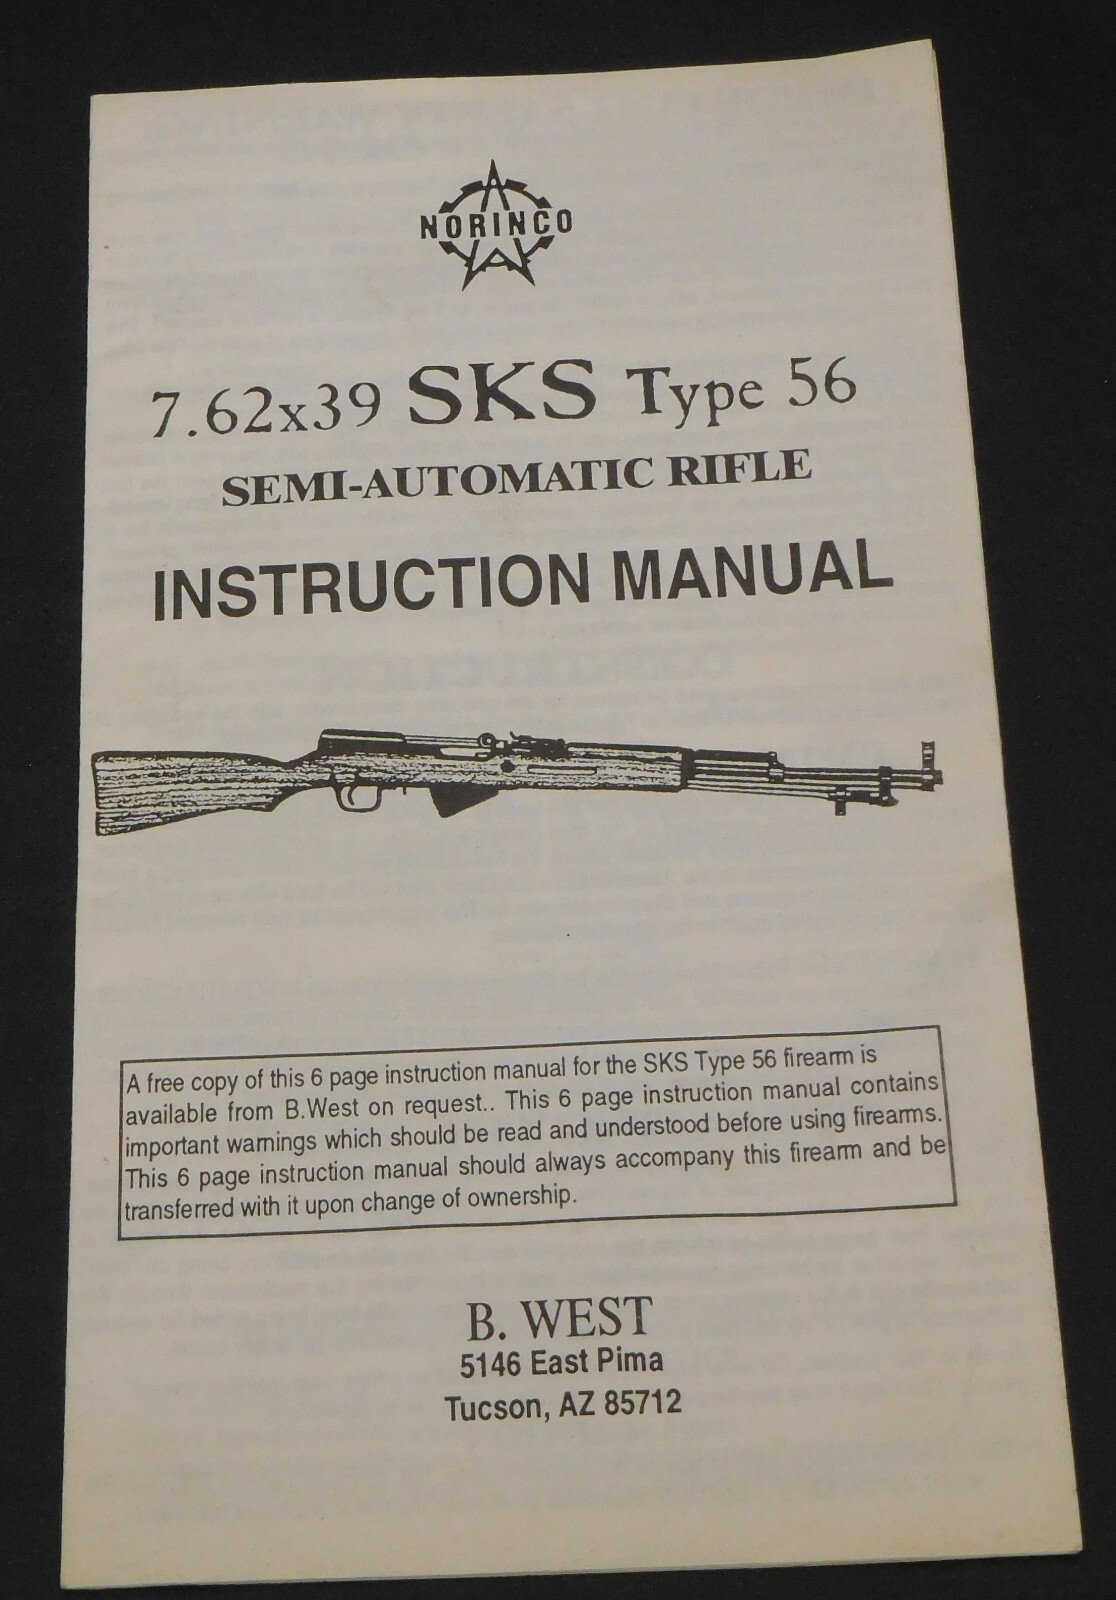 NORINCO
7.62x39 SKS Type 56
SEMI-AUTOMATIC RIFLE
INSTRUCTION MANUAL
A free copy of this 6 page instruction manual for the SKS Type 56 firearm is
available from B.West on request.. This 6 page instruction manual contains
important warnings which should be read and understood before using firearms.
This 6 page instruction manual should always accompany this firearm and be
transferred with it upon change of ownership.
B. WEST
5146 East Pima
Tucson, AZ 85712